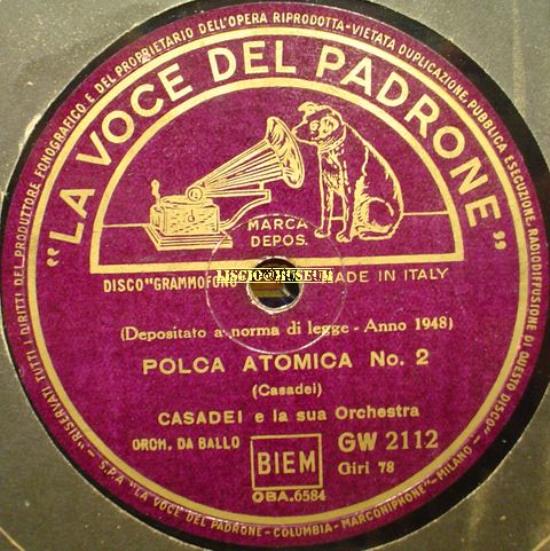 "RISERVATI TUTTI I DIRITTI DEL PRODUTTORE FONOGRAFICO E DEL PROPRIETARIO DELL'OPERA RIPRODOTTA - VIETATA DUPLICAZIONE, PUBBLICA ESECUZIONE, RADIODIFFUSIONE DI QUESTO DISCO"
"LA VOCE DEL PADRONE"
MARCA
DEPOS.
LISCIO@MUSEUM
DISCO "GRAMMOFONO MADE IN ITALY
(Depositato a norma di legge - Anno 1948)
POLCA ATOMICA No. 2
(Casadei)
CASADEI e la sua Orchestra
ORCH. DA BALLO
BIEM
GW 2112
Giri 78
OBA.6584
- S.P.A "LA VOCE DEL PADRONE - COLUMBIA - MARCONIPHONE" - MILANO -